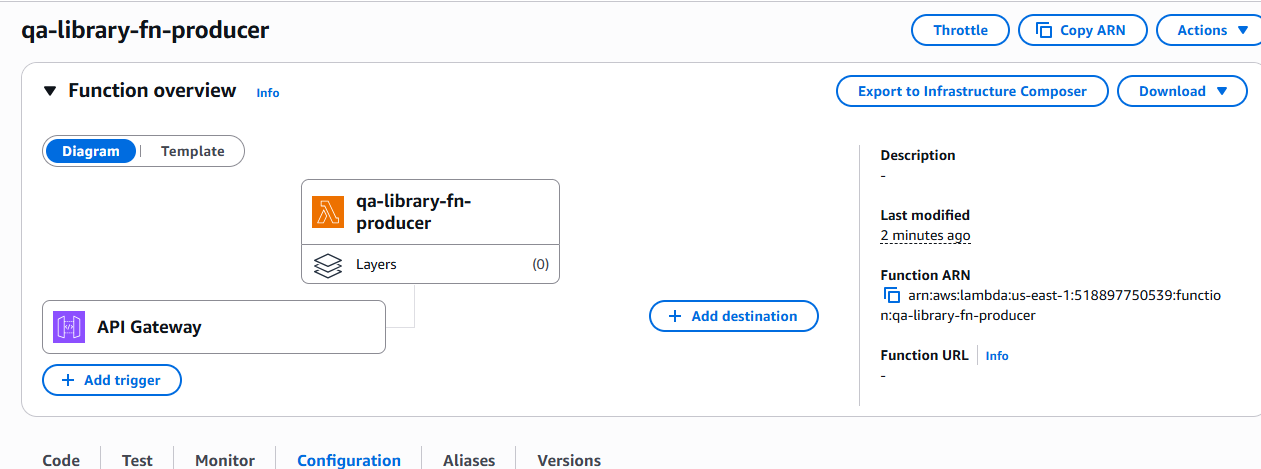 qa-library-fn-producer
Throttle
Copy ARN
Actions
Function overview
Info
Export to Infrastructure Composer
Download
Diagram
Template
qa-library-fn-
producer
Layers
(0)
API Gateway
Add trigger
Add destination
Description
-
Last modified
2 minutes ago
Function ARN
arn:aws:lambda:us-east-1:518897750539:functio
n:qa-library-fn-producer
Function URL
Info
-
Code
Test
Monitor
Configuration
Aliases
Versions